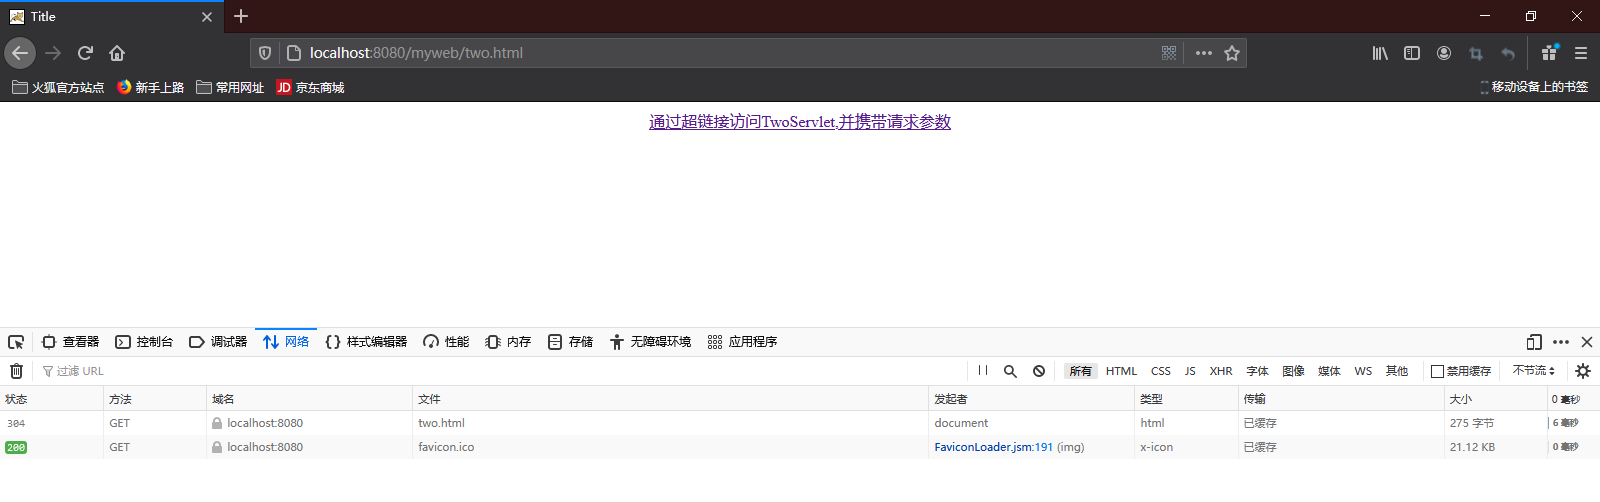 Title
localhost:8080/myweb/two.html
火狐官方站点 新手上路 常用网址 JD 京东商城 移动设备上的书签
通过超链接访问TwoServlet,并携带请求参数
查看器 控制台 调试器 网络 样式编辑器 性能 内存 存储 无障碍环境 应用程序
过滤 URL 所有 HTML CSS JS XHR 字体 图像 媒体 WS 其他 禁用缓存 不节流
状态 方法 域名 文件 发起者 类型 传输 大小 0 毫秒
304 GET localhost:8080 two.html document html 已缓存 275 字节 6 毫秒
200 GET localhost:8080 favicon.ico FaviconLoader.jsm:191 (img) x-icon 已缓存 21.12 KB 0 毫秒